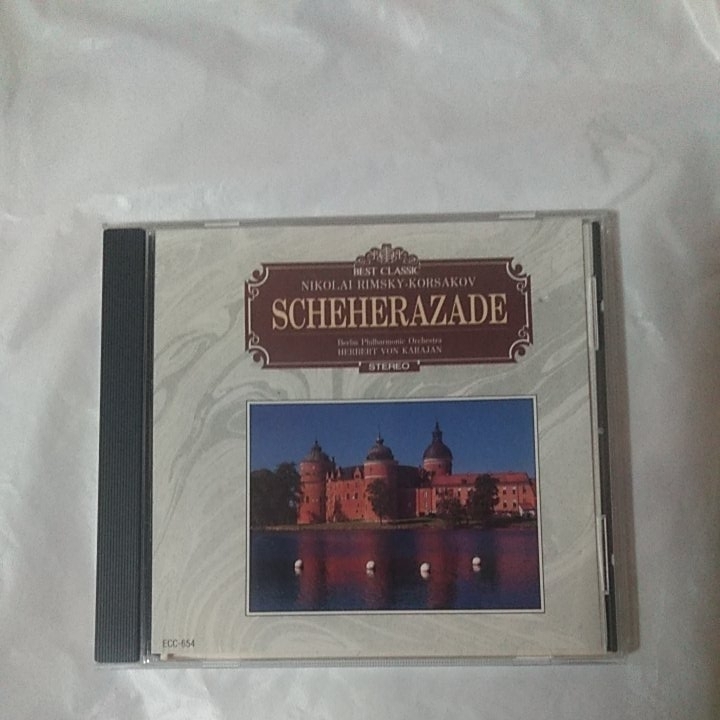 BEST CLASSIC
NIKOLAI RIMSKY-KORSAKOV
SCHEHERAZADE
Berlin Philharmonic Orchestra
HERBERT VON KARAJAN
STEREO
ECC-654